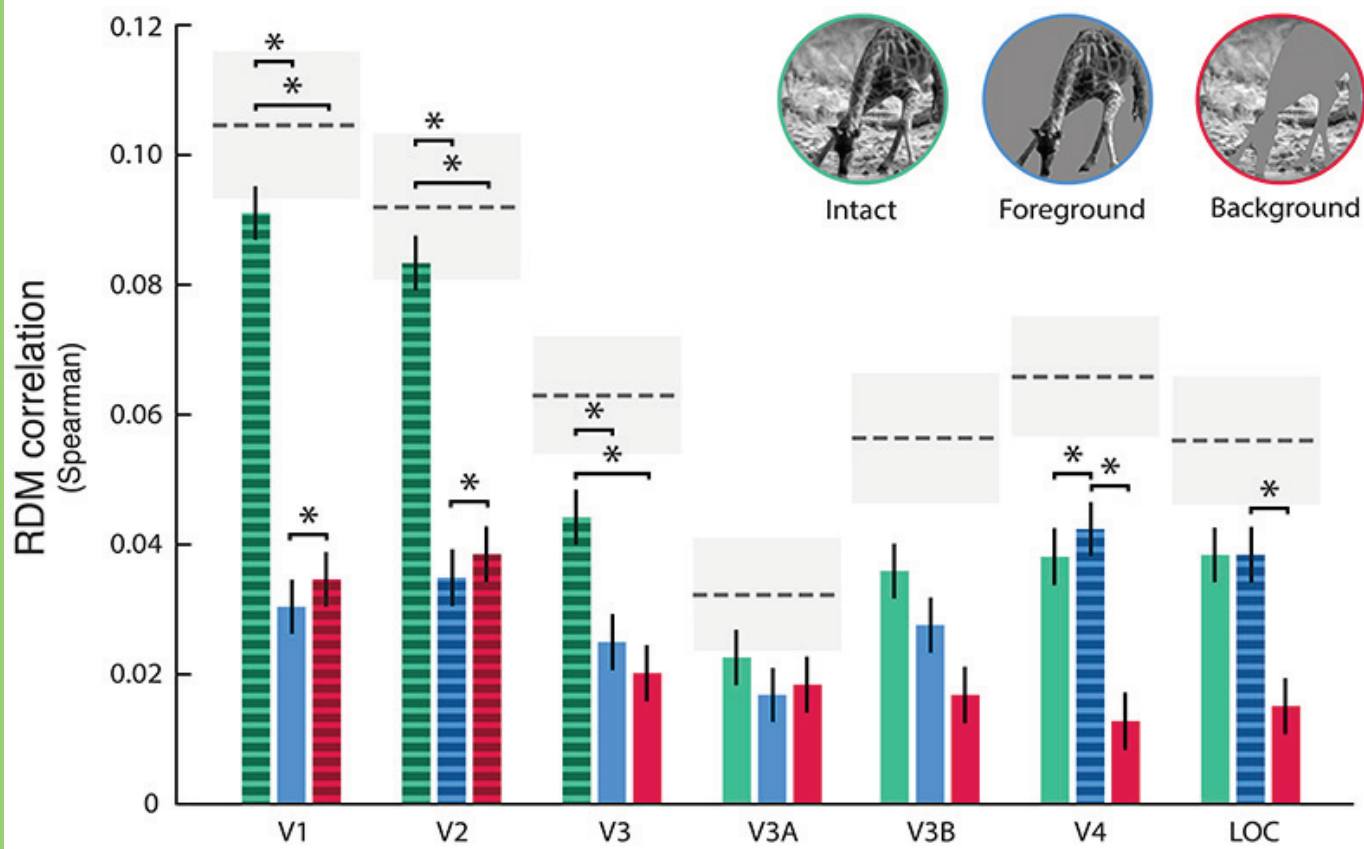 RDM correlation
(Spearman)
0.12
0.10
0.08
0.06
0.04
0.02
0
*
*
*
*
*
*
*
*
*
*
*
Intact
Foreground
Background
V1
V2
V3
V3A
V3B
V4
LOC